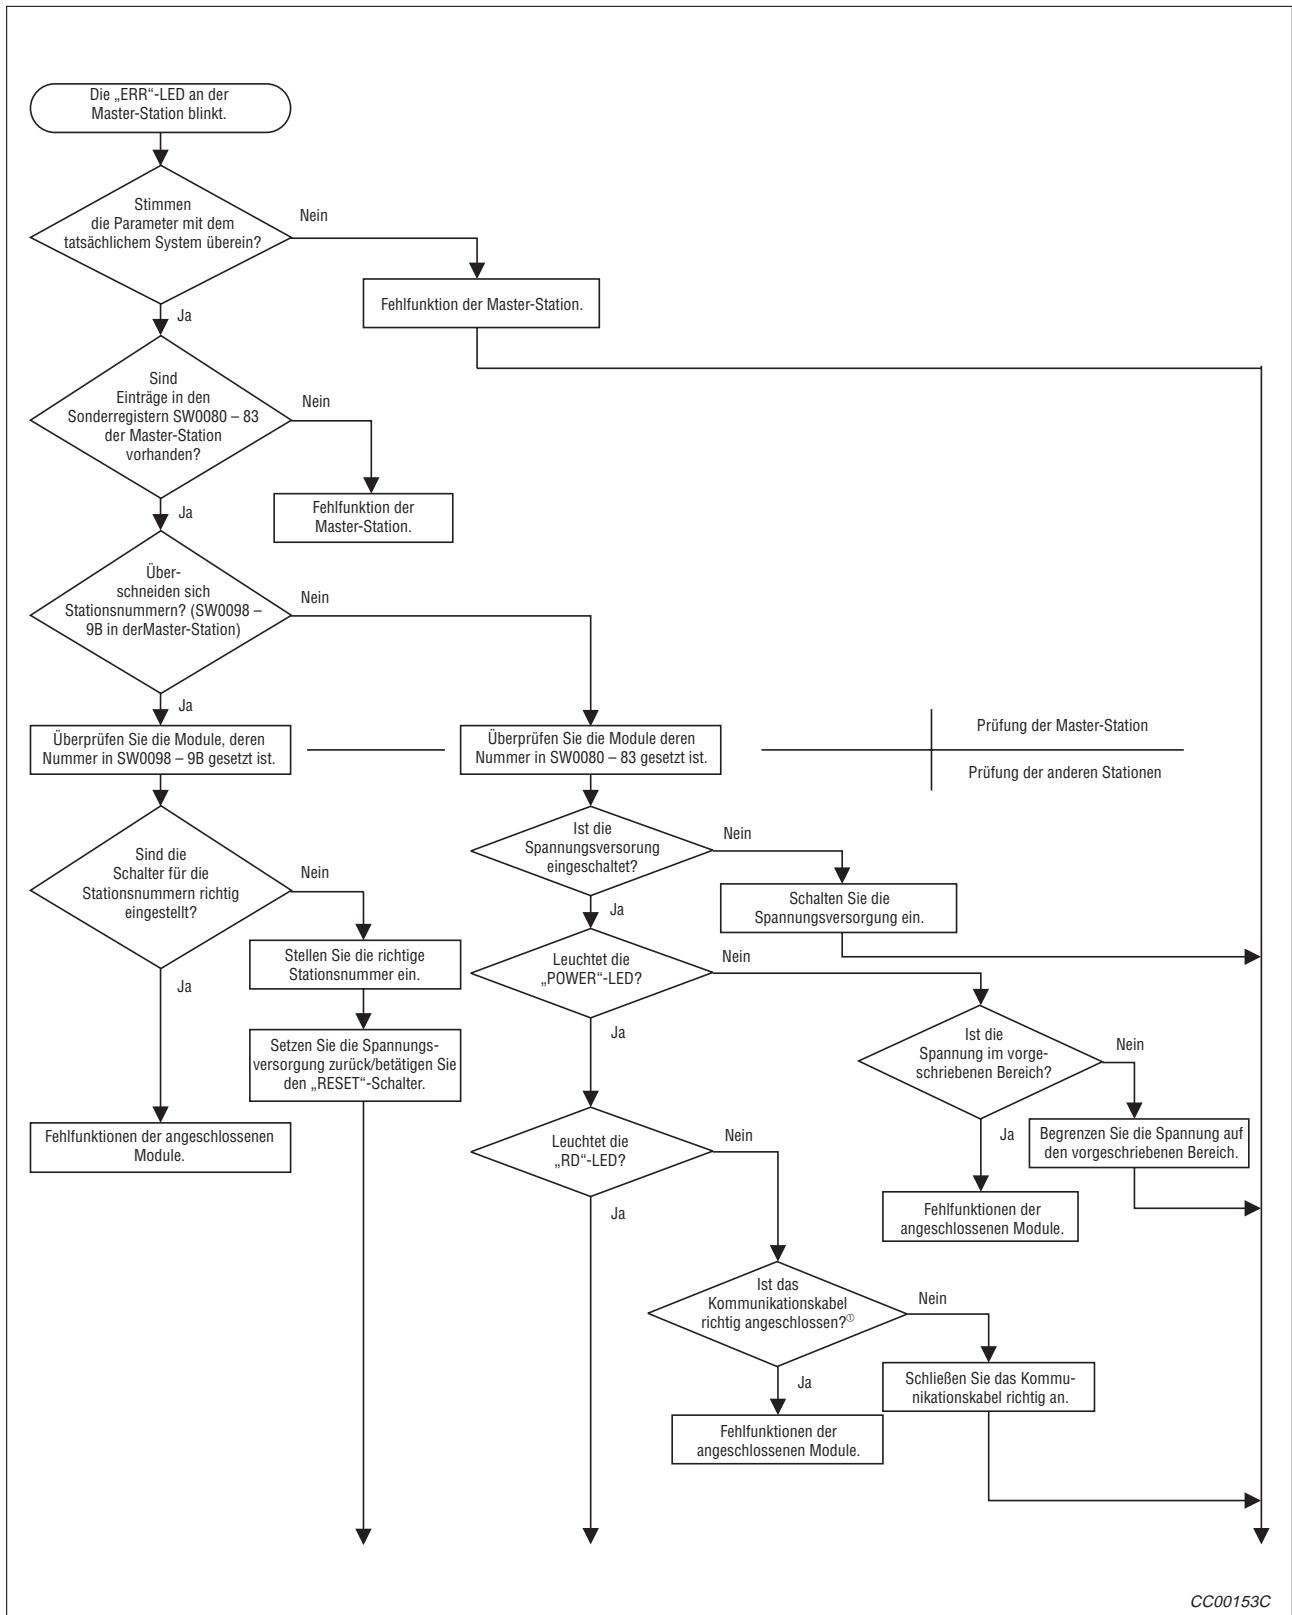 Die „ERR“-LED an der
Master-Station blinkt.
Stimmen
die Parameter mit dem
tatsächlichem System überein?
Nein
Fehlfunktion der Master-Station.
Ja
Sind
Einträge in den
Sonderregistern SW0080 – 83
der Master-Station
vorhanden?
Nein
Fehlfunktion der
Master-Station.
Ja
Über-
schneiden sich
Stationsnummern? (SW0098 –
9B in derMaster-Station)
Nein
Ja
Überprüfen Sie die Module, deren
Nummer in SW0098 – 9B gesetzt ist.
Überprüfen Sie die Module deren
Nummer in SW0080 – 83 gesetzt ist.
Prüfung der Master-Station
Prüfung der anderen Stationen
Sind die
Schalter für die
Stationsnummern richtig
eingestellt?
Nein
Stellen Sie die richtige
Stationsnummer ein.
Setzen Sie die Spannungs-
versorgung zurück/betätigen Sie
den „RESET“-Schalter.
Ja
Fehlfunktionen der angeschlossenen
Module.
Ist die
Spannungsversorung
eingeschaltet?
Nein
Schalten Sie die
Spannungsversorgung ein.
Ja
Leuchtet die
„POWER“-LED?
Nein
Ist die
Spannung im vorge-
schriebenen Bereich?
Nein
Begrenzen Sie die Spannung auf
den vorgeschriebenen Bereich.
Ja
Fehlfunktionen der
angeschlossenen Module.
Ja
Leuchtet die
„RD“-LED?
Nein
Ja
Ist das
Kommunikationskabel
richtig angeschlossen?①
Nein
Schließen Sie das Kommu-
nikationskabel richtig an.
Ja
Fehlfunktionen der
angeschlossenen Module.
CC00153C